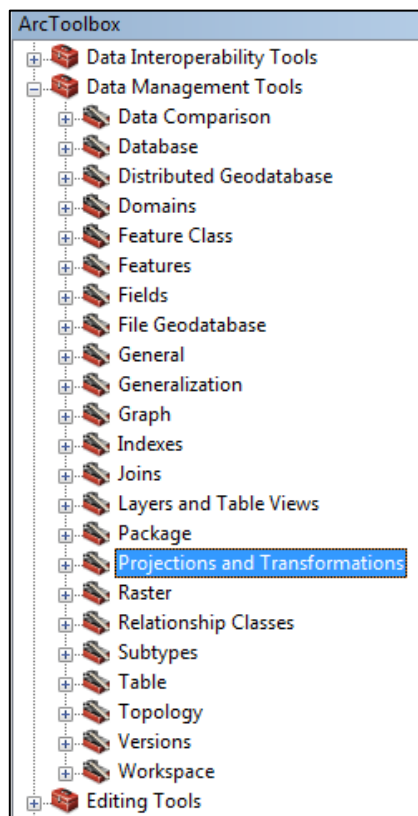 ArcToolbox
Data Interoperability Tools
Data Management Tools
Data Comparison
Database
Distributed Geodatabase
Domains
Feature Class
Features
Fields
File Geodatabase
General
Generalization
Graph
Indexes
Joins
Layers and Table Views
Package
Projections and Transformations
Raster
Relationship Classes
Subtypes
Table
Topology
Versions
Workspace
Editing Tools